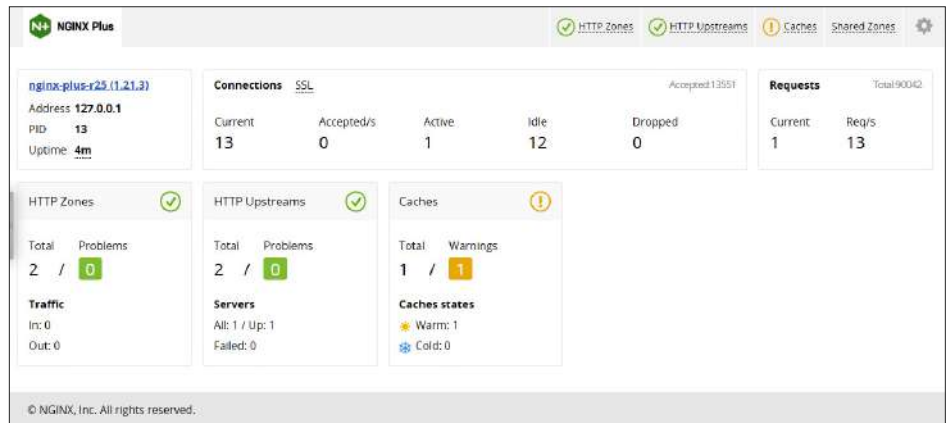 N+ NGINX Plus HTTP Zones HTTP Upstreams Caches Shared Zones
nginx-plus-r25 (1.21.3)
Address 127.0.0.1
PID 13
Uptime 4m
Connections SSL Accepted:13551
Current Accepted/s Active Idle Dropped
13 0 1 12 0
Requests Total:90042
Current Req/s
1 13
HTTP Zones
Total Problems
2 / 0
Traffic
In: 0
Out: 0
HTTP Upstreams
Total Problems
2 / 0
Servers
All: 1 / Up: 1
Failed: 0
Caches
Total Warnings
1 / 1
Caches states
Warm: 1
Cold: 0
© NGINX, Inc. All rights reserved.